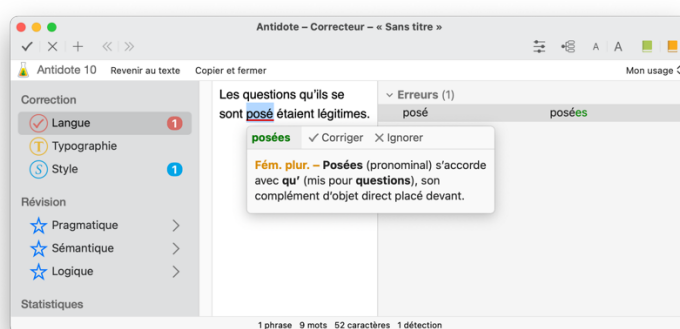 Antidote – Correcteur – « Sans titre »
A A
Antidote 10 Revenir au texte Copier et fermer Mon usage
Correction
Langue 1
T Typographie
S Style 1
Révision
Pragmatique
Sémantique
Logique
Statistiques
Les questions qu’ils se
sont posé étaient légitimes.
Erreurs (1)
posé posées
posées Corriger Ignorer
Fém. plur. – Posées (pronominal) s’accorde
avec qu’ (mis pour questions), son
complément d’objet direct placé devant.
1 phrase 9 mots 52 caractères 1 détection